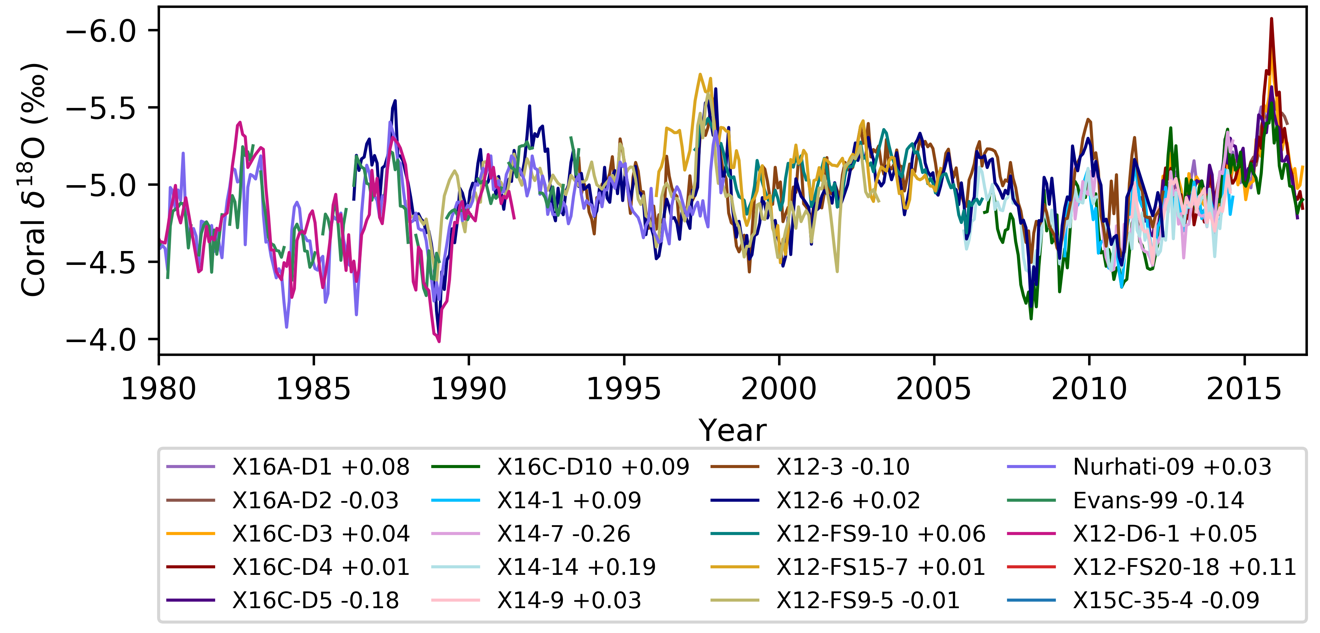 −6.0
−5.5
−5.0
−4.5
−4.0
Coral δ¹⁸O (‰)
1980 1985 1990 1995 2000 2005 2010 2015
Year
X16A-D1 +0.08 X16C-D10 +0.09 X12-3 -0.10 Nurhati-09 +0.03
X16A-D2 -0.03 X14-1 +0.09 X12-6 +0.02 Evans-99 -0.14
X16C-D3 +0.04 X14-7 -0.26 X12-FS9-10 +0.06 X12-D6-1 +0.05
X16C-D4 +0.01 X14-14 +0.19 X12-FS15-7 +0.01 X12-FS20-18 +0.11
X16C-D5 -0.18 X14-9 +0.03 X12-FS9-5 -0.01 X15C-35-4 -0.09